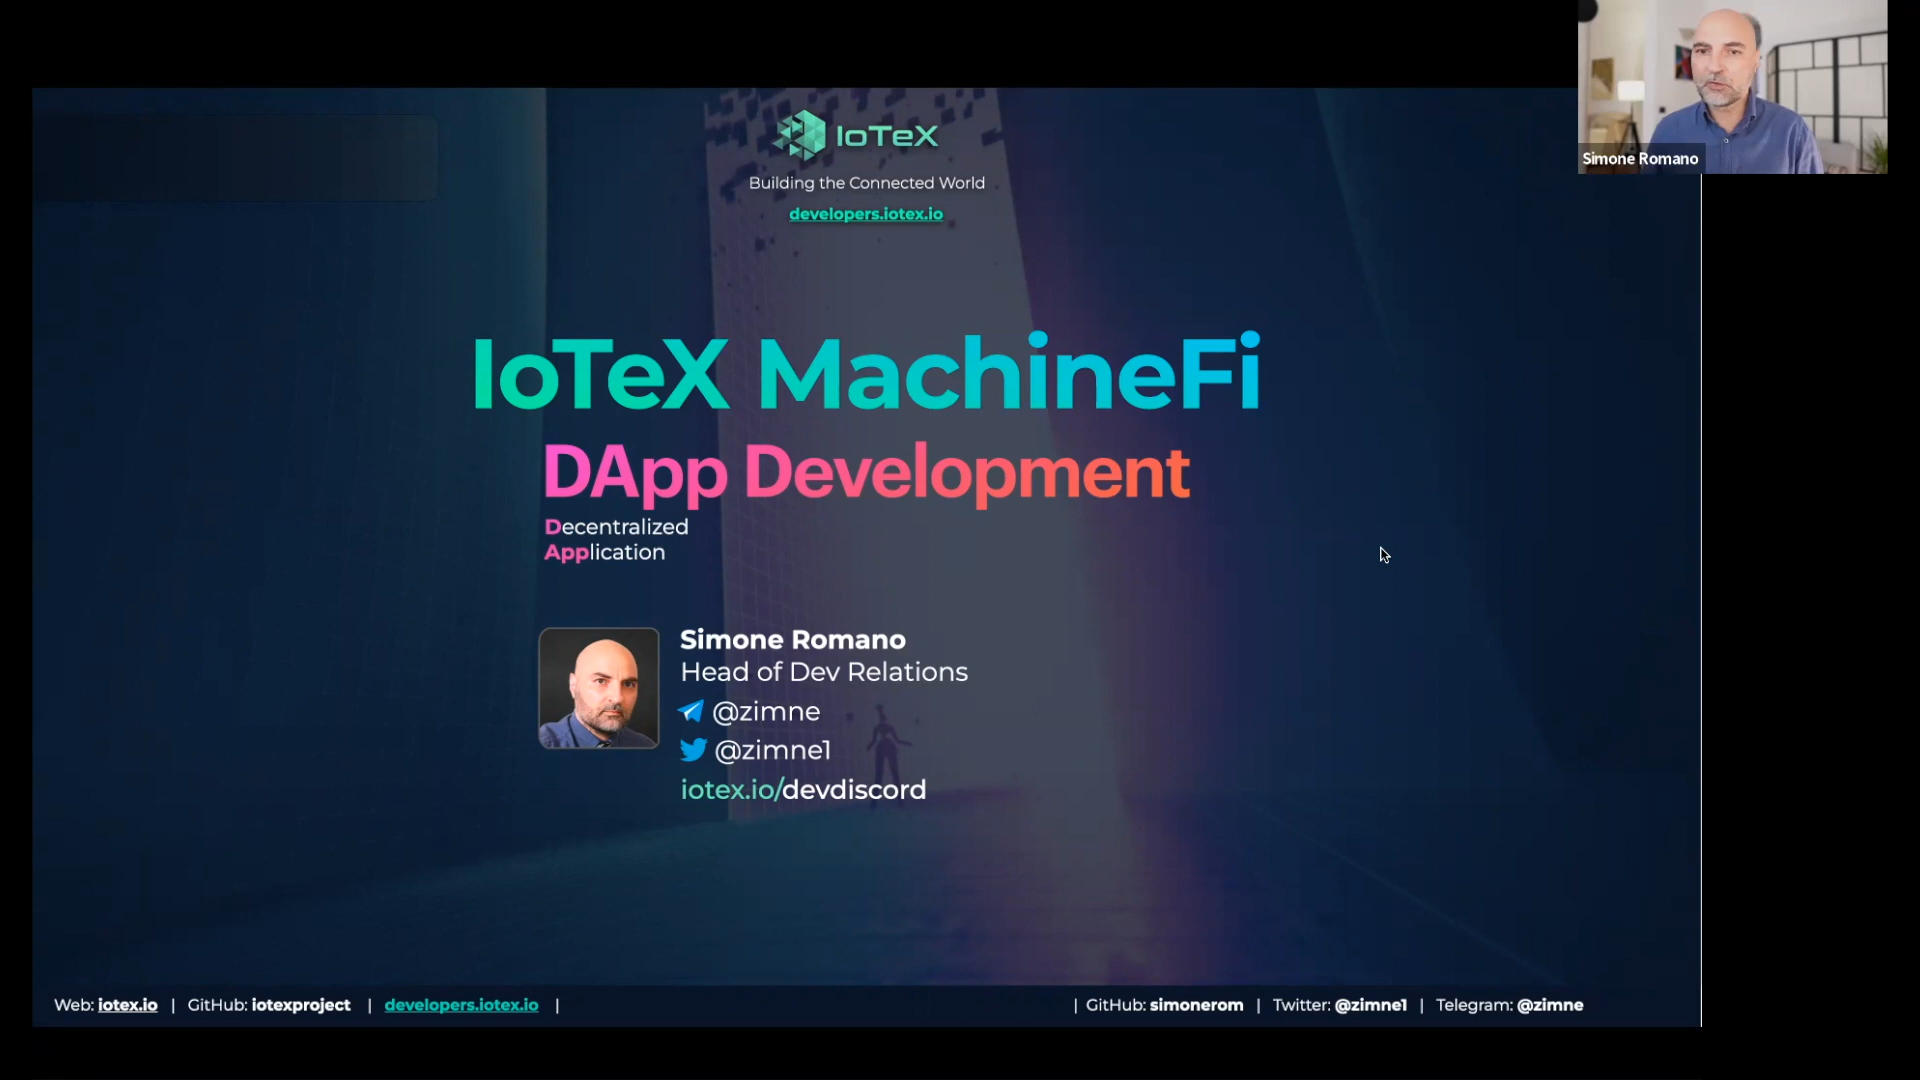 IoTeX
Building the Connected World
developers.iotex.io
Simone Romano
IoTeX MachineFi
DApp Development
Decentralized
Application
Simone Romano
Head of Dev Relations
@zimne
@zimne1
iotex.io/devdiscord
Web: iotex.io | GitHub: iotexproject | developers.iotex.io |
| GitHub: simonerom | Twitter: @zimne1 | Telegram: @zimne